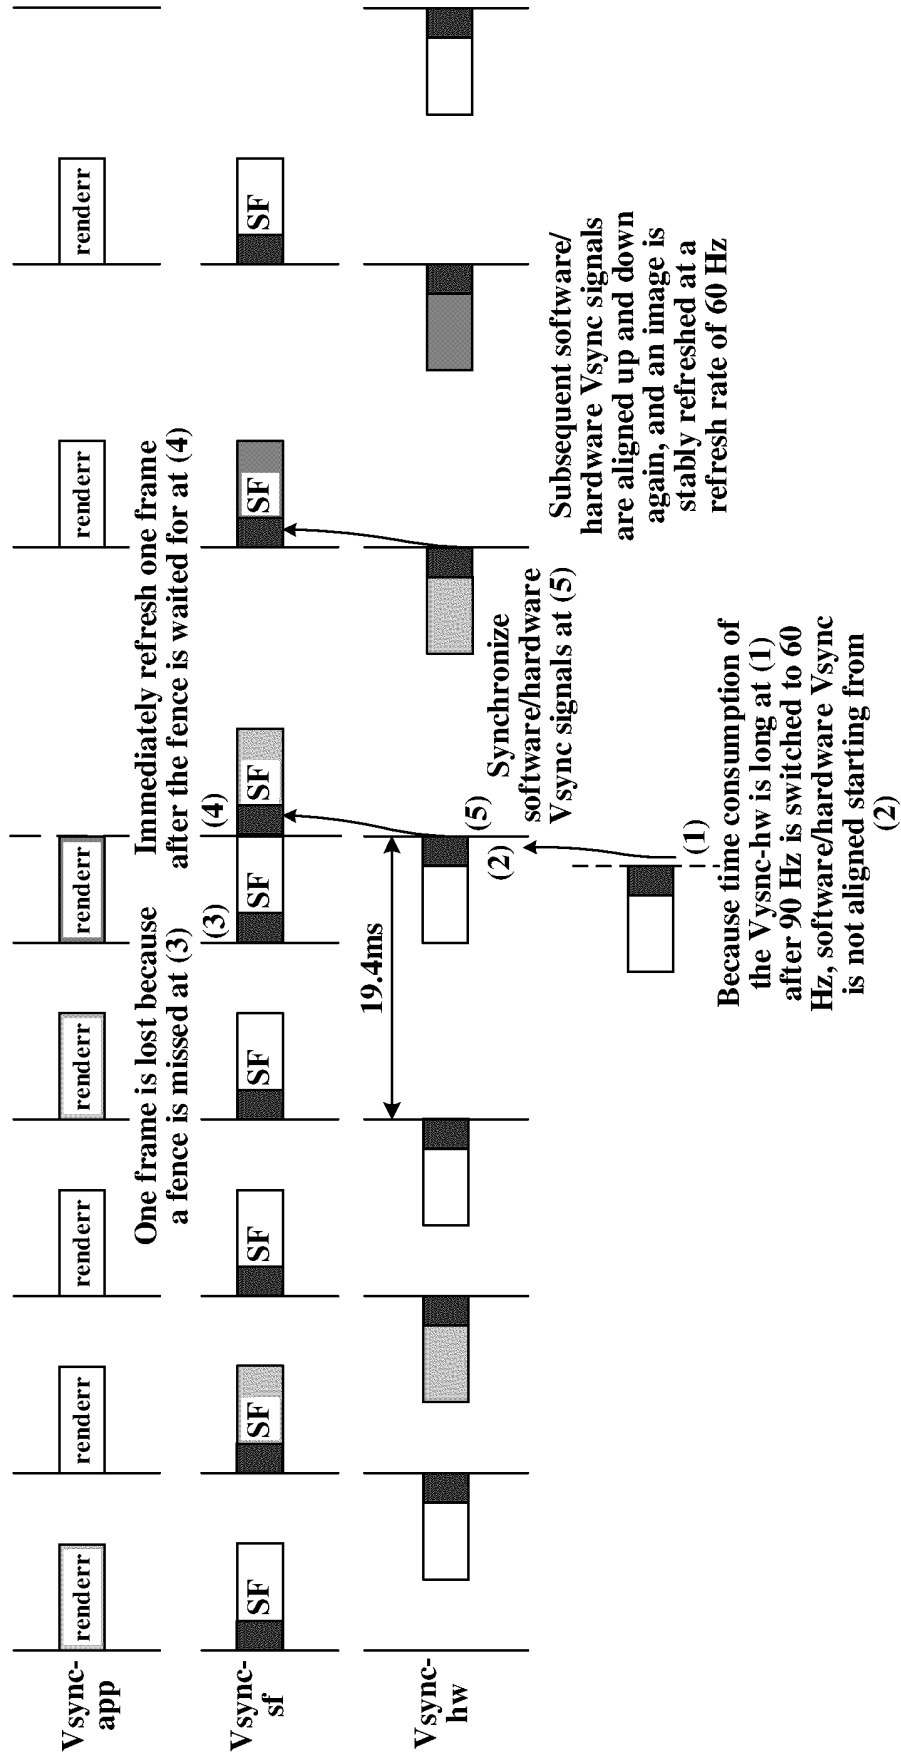 Vsync-
app
renderr
renderr
renderr
renderr
renderr
renderr
renderr
One frame is lost because
a fence is missed at (3)
Immediately refresh one frame
after the fence is waited for at (4)
(3)
(4)
Vsync-
sf
SF
SF
SF
SF
SF
SF
SF
SF
19.4ms
Vsync-
hw
(2)
(5)
Synchronize
software/hardware
Vsync signals at (5)
Subsequent software/
hardware Vsync signals
are aligned up and down
again, and an image is
stably refreshed at a
refresh rate of 60 Hz
(1)
Because time consumption of
the Vysnc-hw is long at (1)
after 90 Hz is switched to 60
Hz, software/hardware Vsync
is not aligned starting from
(2)